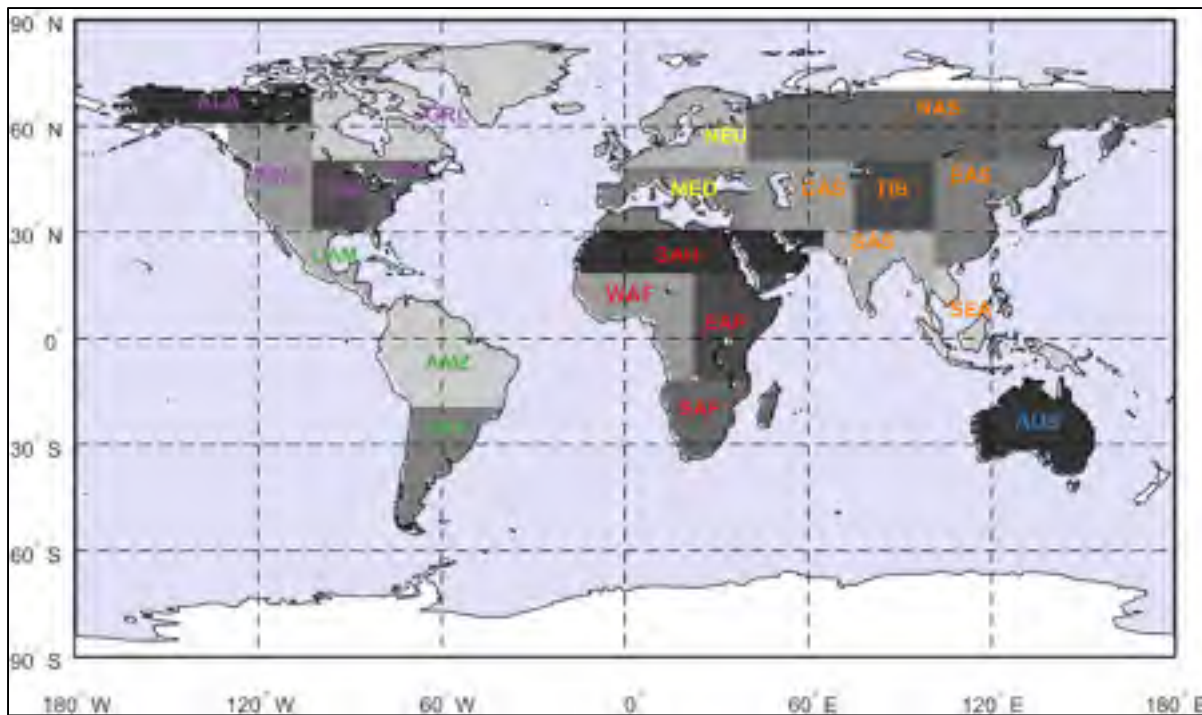 90° N
ALA
GRL
NAS
60° N
NEU
MED
CAS
TIB
EAS
30° N
CAM
SAH
SAS
WAF
EAF
SEA
0°
AMZ
SAF
AUS
30° S
60° S
90° S
180° W
120° W
60° W
0°
60° E
120° E
180° E